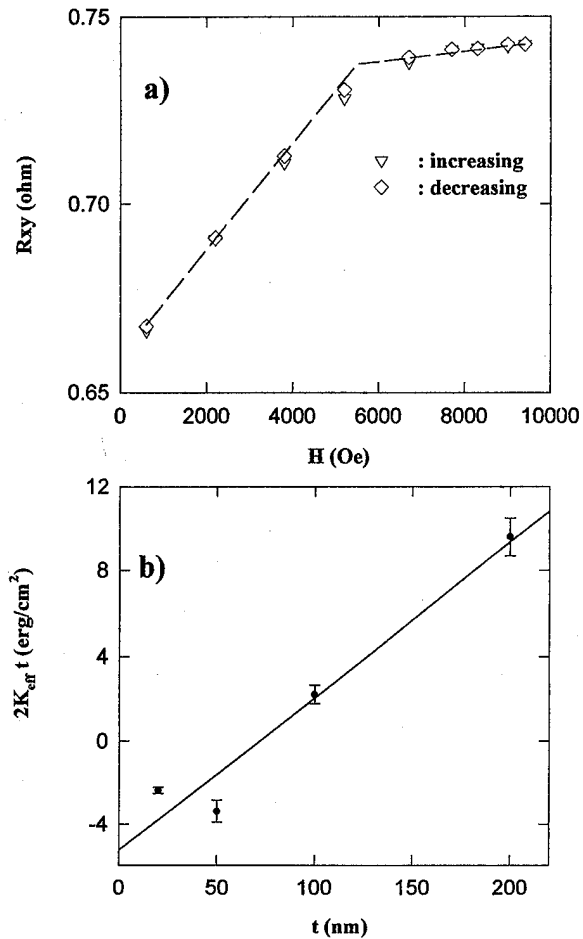 0.75
a)
▽ : increasing
◇ : decreasing
0.70
Rxy (ohm)
0.65
0 2000 4000 6000 8000 10000
H (Oe)
12
b)
8
4
0
-4
2K_eff t (erg/cm²)
0 50 100 150 200
t (nm)